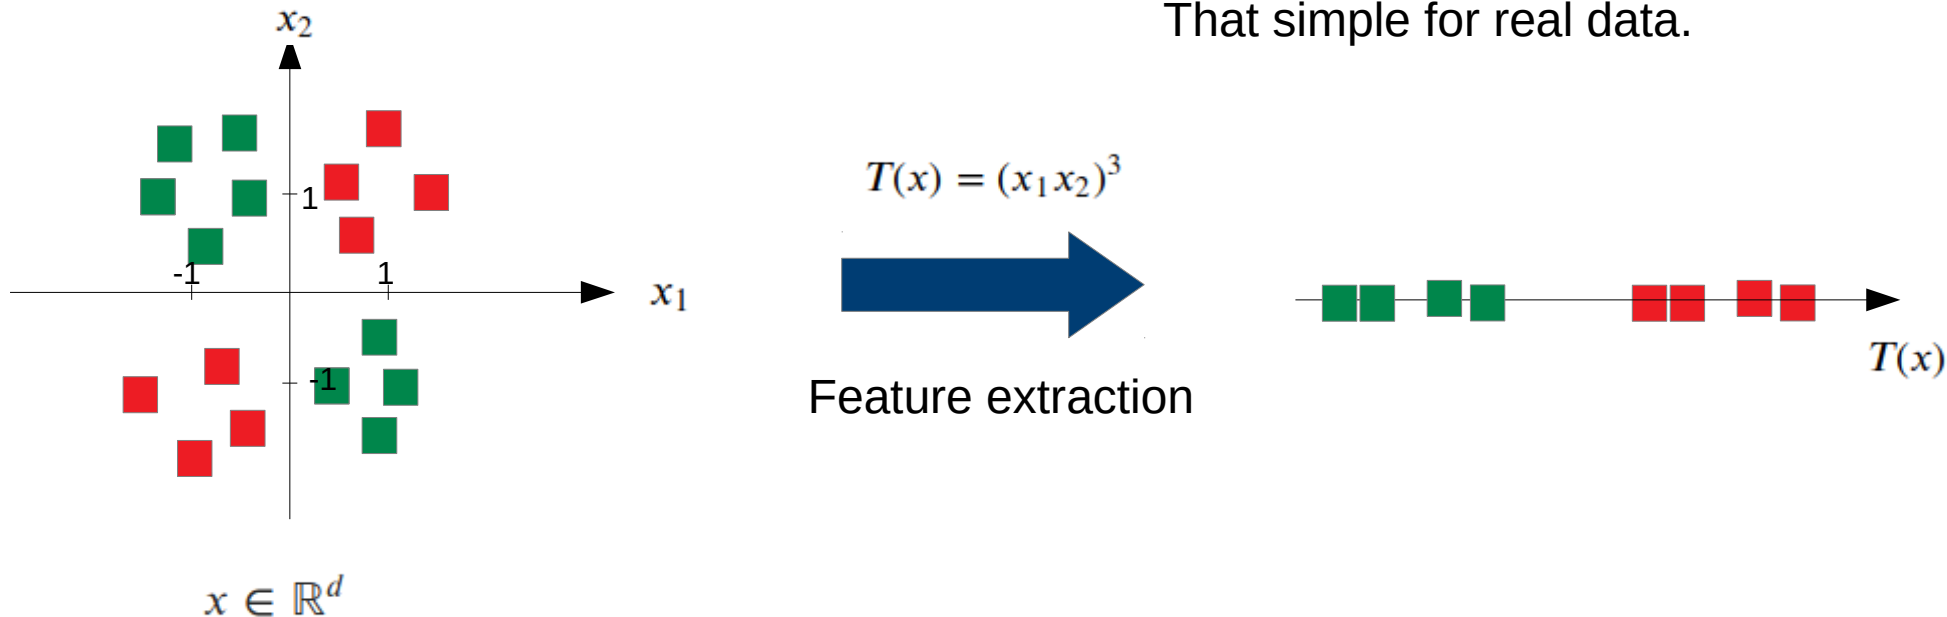 That simple for real data.
x₂
T(x) = (x₁x₂)³
1
-1
1
x₁
-1
T(x)
Feature extraction
x ∈ ℝᵈ